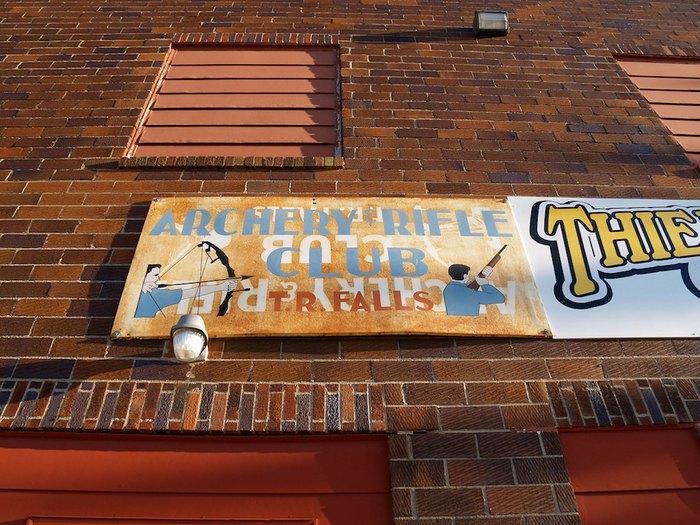 ARCHERY & RIFLE
CLUB
T.R. FALLS